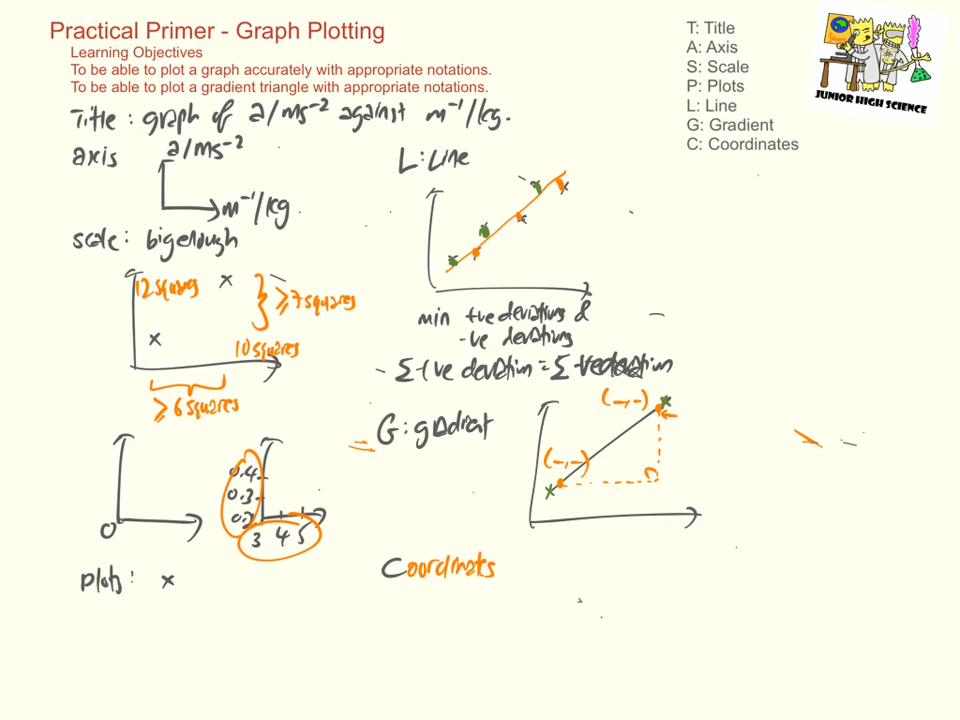 Practical Primer - Graph Plotting
Learning Objectives
To be able to plot a graph accurately with appropriate notations.
To be able to plot a gradient triangle with appropriate notations.
T: Title
A: Axis
S: Scale
P: Plots
L: Line
G: Gradient
C: Coordinates
JUNIOR HIGH SCIENCE
Title : graph of a/ms⁻² against m⁻¹/kg.
axis
a/ms⁻²
m⁻¹/kg
scale: big enough
12 squares
≥7 squares
10 squares
≥ 6 squares
0
0.4
0.3
0.2
3 4 5
plots: x
L: Line
min +ve deviations &
-ve deviations
Σ+ve deviation = Σ-ve deviation
G: gradient
(–,–)
(–,–)
Coordinates